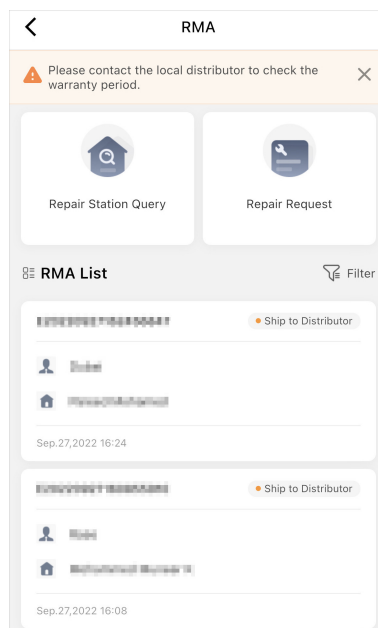 RMA
Please contact the local distributor to check the
warranty period.
Repair Station Query
Repair Request
RMA List
Filter
Ship to Distributor
Sep.27,2022 16:24
Ship to Distributor
Sep.27,2022 16:08